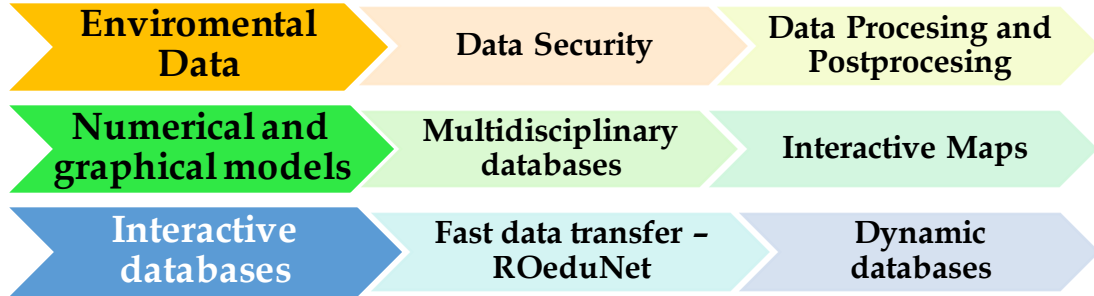 Enviromental
Data
Data Security
Data Procesing and
Postprocesing
Numerical and
graphical models
Multidisciplinary
databases
Interactive Maps
Interactive
databases
Fast data transfer –
ROeduNet
Dynamic
databases